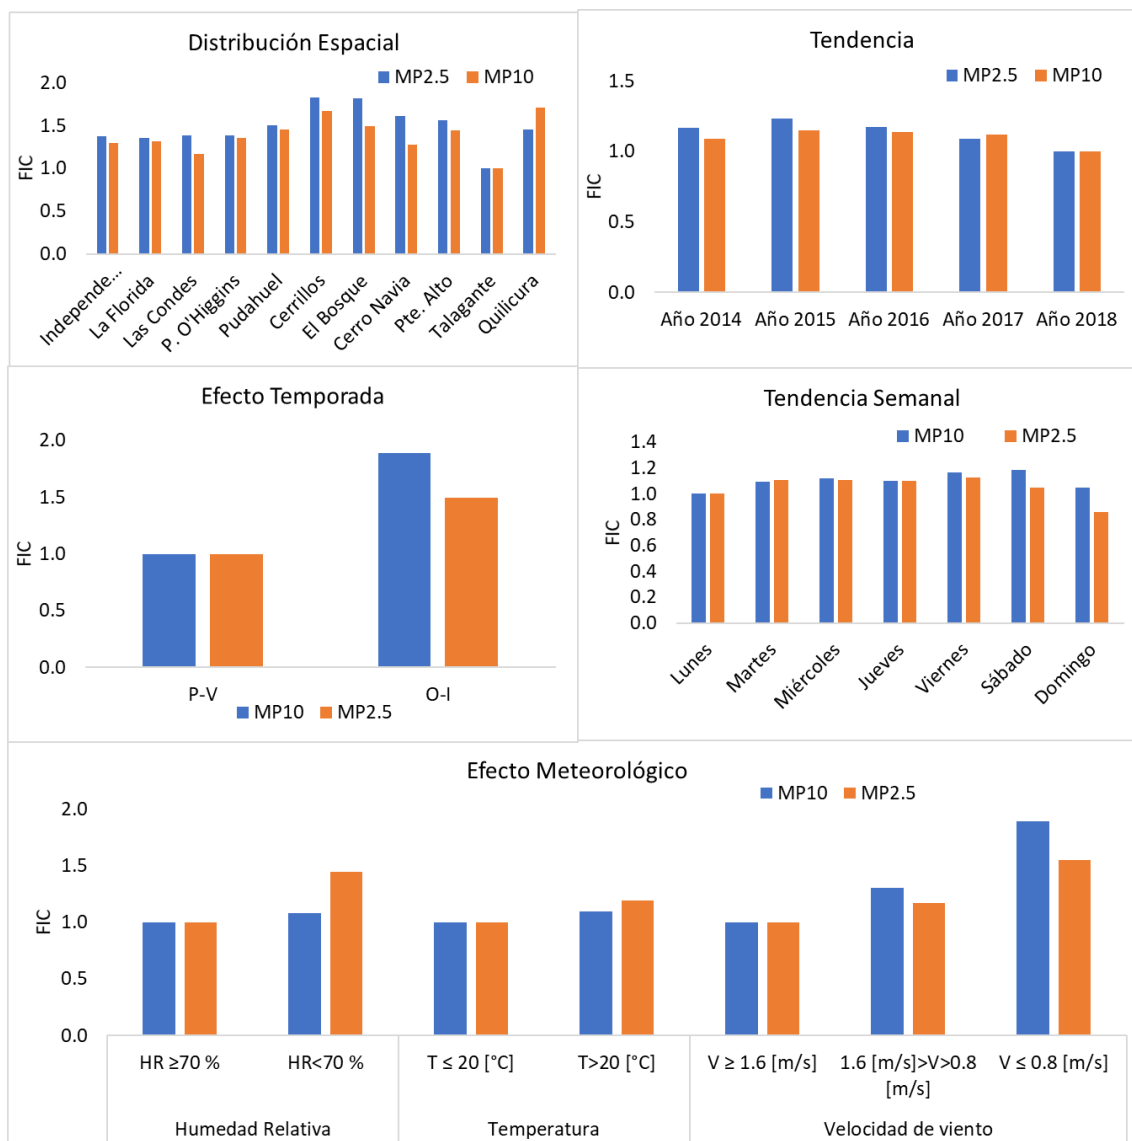 Distribución Espacial
MP2.5 MP10
FIC
2.0
1.5
1.0
0.5
0.0
Independe...
La Florida
Las Condes
P. O'Higgins
Pudahuel
Cerrillos
El Bosque
Cerro Navia
Pte. Alto
Talagante
Quilicura
Tendencia
MP2.5 MP10
FIC
1.5
1.0
0.5
0.0
Año 2014 Año 2015 Año 2016 Año 2017 Año 2018
Efecto Temporada
FIC
2.0
1.5
1.0
0.5
0.0
P-V O-I
MP10 MP2.5
Tendencia Semanal
MP10 MP2.5
FIC
1.4
1.2
1.0
0.8
0.6
0.4
0.2
0.0
Lunes
Martes
Miércoles
Jueves
Viernes
Sábado
Domingo
Efecto Meteorológico
MP10 MP2.5
FIC
2.0
1.5
1.0
0.5
0.0
HR ≥70 % HR<70 % T ≤ 20 [°C] T>20 [°C] V ≥ 1.6 [m/s] 1.6 [m/s]>V>0.8 V ≤ 0.8 [m/s]
[m/s]
Humedad Relativa Temperatura Velocidad de viento